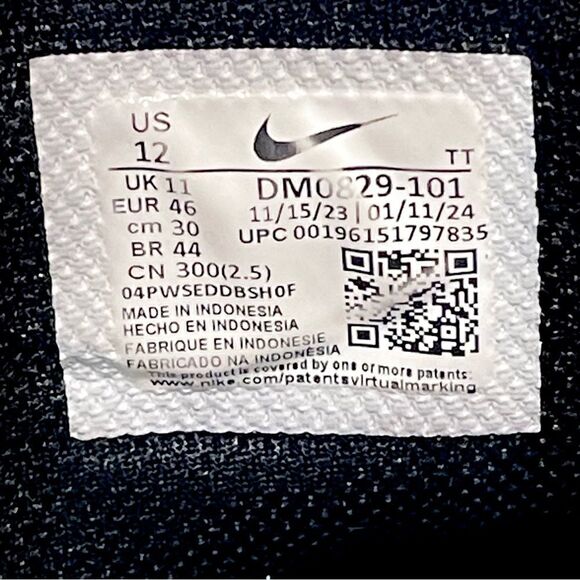 US
12
TT
UK 11
DM0829-101
EUR 46
11/15/23 | 01/11/24
cm 30
UPC 00196151797835
BR 44
CN 300(2.5)
04PWSEDDBSH0F
MADE IN INDONESIA
HECHO EN INDONESIA
FABRIQUE EN INDONESIE
FABRICADO NA INDONÉSIA
This product is covered by one or more patents:
www.nike.com/patentsvirtualmarking